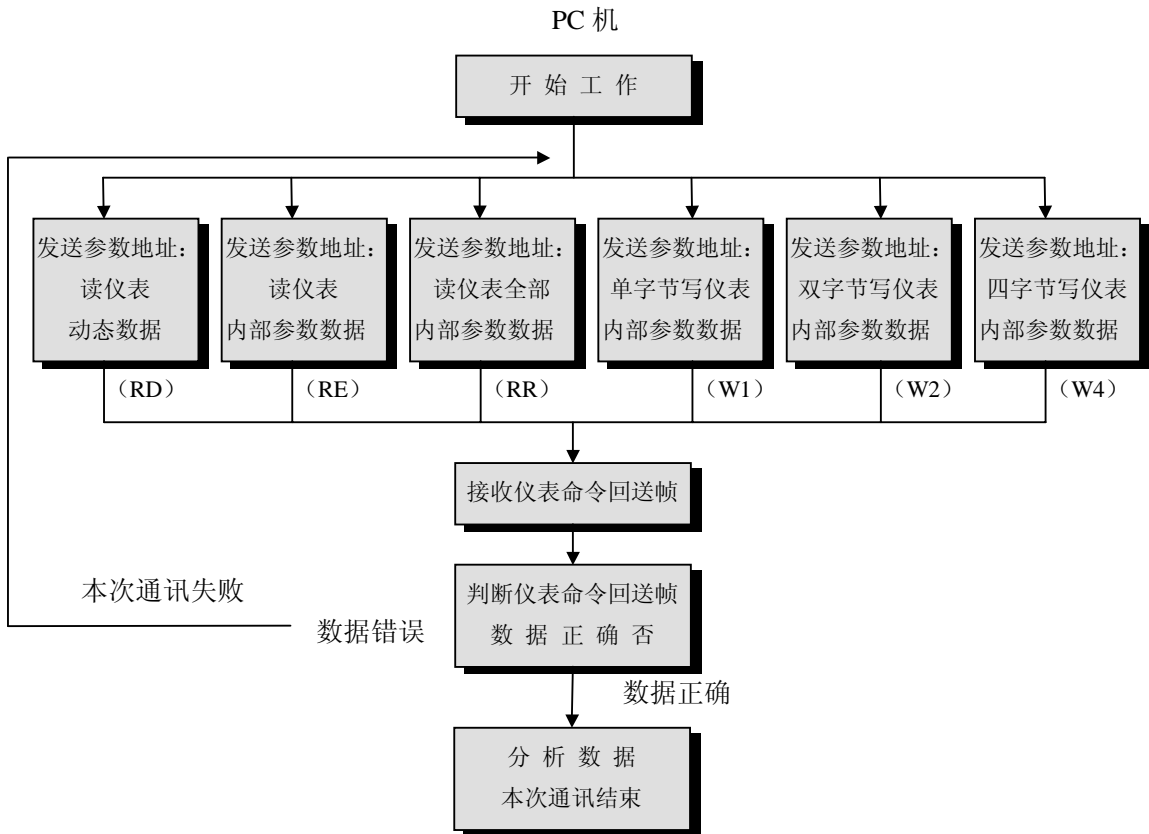 PC 机
开 始 工 作
发送参数地址：
读仪表
动态数据
发送参数地址：
读仪表
内部参数数据
发送参数地址：
读仪表全部
内部参数数据
发送参数地址：
单字节写仪表
内部参数数据
发送参数地址：
双字节写仪表
内部参数数据
发送参数地址：
四字节写仪表
内部参数数据
（RD）
（RE）
（RR）
（W1）
（W2）
（W4）
接收仪表命令回送帧
本次通讯失败
数据错误
判断仪表命令回送帧
数 据 正 确 否
数据正确
分 析 数 据
本次通讯结束